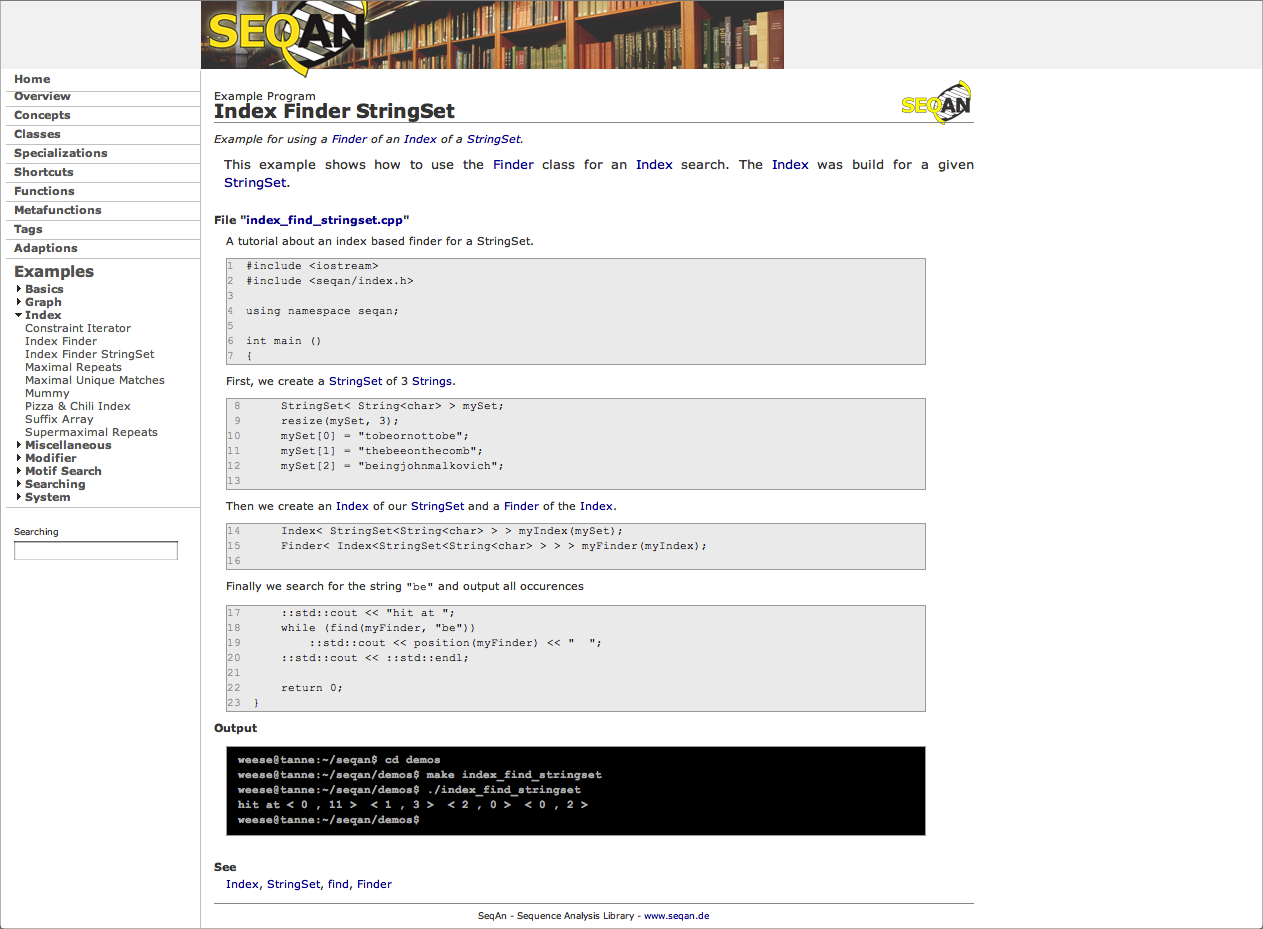 SEQAN
Home
Overview
Concepts
Classes
Specializations
Shortcuts
Functions
Metafunctions
Tags
Adaptions
Examples
Basics
Graph
Index
Constraint Iterator
Index Finder
Index Finder StringSet
Maximal Repeats
Maximal Unique Matches
Mummy
Pizza & Chili Index
Suffix Array
Supermaximal Repeats
Miscellaneous
Modifier
Motif Search
Searching
System
Searching
Example Program
Index Finder StringSet
SEQAN
Example for using a Finder of an Index of a StringSet.
This example shows how to use the Finder class for an Index search. The Index was build for a given
StringSet.
File "index_find_stringset.cpp"
A tutorial about an index based finder for a StringSet.
1 #include <iostream>
2 #include <seqan/index.h>
3
4 using namespace seqan;
5
6 int main ()
7 {
First, we create a StringSet of 3 Strings.
8 StringSet< String<char> > mySet;
9 resize(mySet, 3);
10 mySet[0] = "tobeornottobe";
11 mySet[1] = "thebeeonthecomb";
12 mySet[2] = "beingjohnmalkovich";
13
Then we create an Index of our StringSet and a Finder of the Index.
14 Index< StringSet<String<char> > > myIndex(mySet);
15 Finder< Index<StringSet<String<char> > > > myFinder(myIndex);
16
Finally we search for the string "be" and output all occurences
17 ::std::cout << "hit at ";
18 while (find(myFinder, "be"))
19 ::std::cout << position(myFinder) << "  ";
20 ::std::cout << ::std::endl;
21
22 return 0;
23 }
Output
weese@tanne:~/seqan$ cd demos
weese@tanne:~/seqan/demos$ make index_find_stringset
weese@tanne:~/seqan/demos$ ./index_find_stringset
hit at < 0 , 11 >  < 1 , 3 >  < 2 , 0 >  < 0 , 2 >
weese@tanne:~/seqan/demos$
See
Index, StringSet, find, Finder
SeqAn - Sequence Analysis Library - www.seqan.de